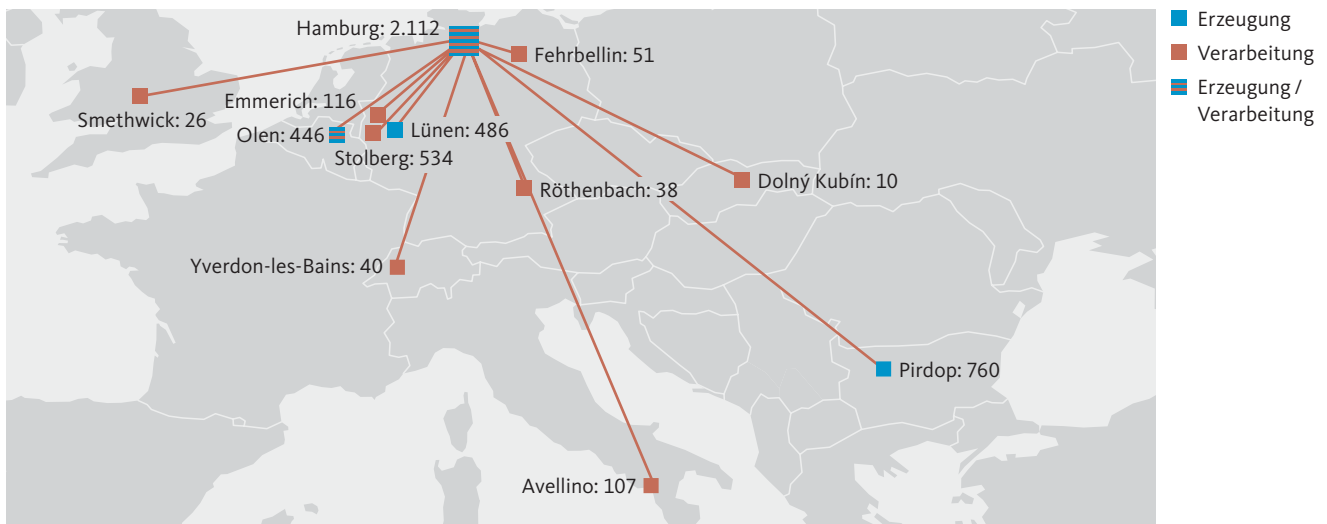 Hamburg: 2.112
Fehrbellin: 51
Smethwick: 26
Emmerich: 116
Olen: 446
Lünen: 486
Stolberg: 534
Röthenbach: 38
Dolný Kubín: 10
Yverdon-les-Bains: 40
Pirdop: 760
Avellino: 107
Erzeugung
Verarbeitung
Erzeugung /
Verarbeitung